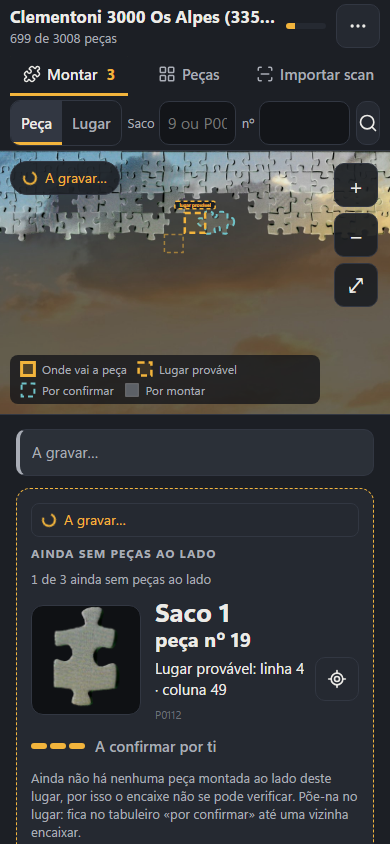 Clementoni 3000 Os Alpes (335...
699 de 3008 peças
Montar 3 Peças Importar scan
Peça Lugar Saco 9 ou P00 nº
A gravar...
lugar provável
Onde vai a peça Lugar provável
Por confirmar Por montar
A gravar...
A gravar...
AINDA SEM PEÇAS AO LADO
1 de 3 ainda sem peças ao lado
Saco 1
peça nº 19
Lugar provável: linha 4
· coluna 49
P0112
A confirmar por ti
Ainda não há nenhuma peça montada ao lado deste
lugar, por isso o encaixe não se pode verificar. Põe-na no
lugar: fica no tabuleiro «por confirmar» até uma vizinha
encaixar.